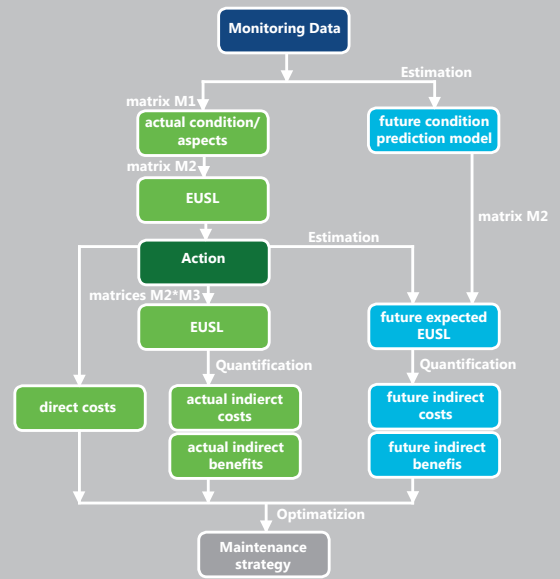 Monitoring Data
Estimation
matrix M1
actual condition/
aspects
future condition
prediction model
matrix M2
EUSL
matrix M2
Estimation
Action
matrices M2*M3
EUSL
future expected
EUSL
Quantification
Quantification
direct costs
actual indierct
costs
future indirect
costs
actual indirect
benefits
future indirect
benefis
Optimatizion
Maintenance
strategy